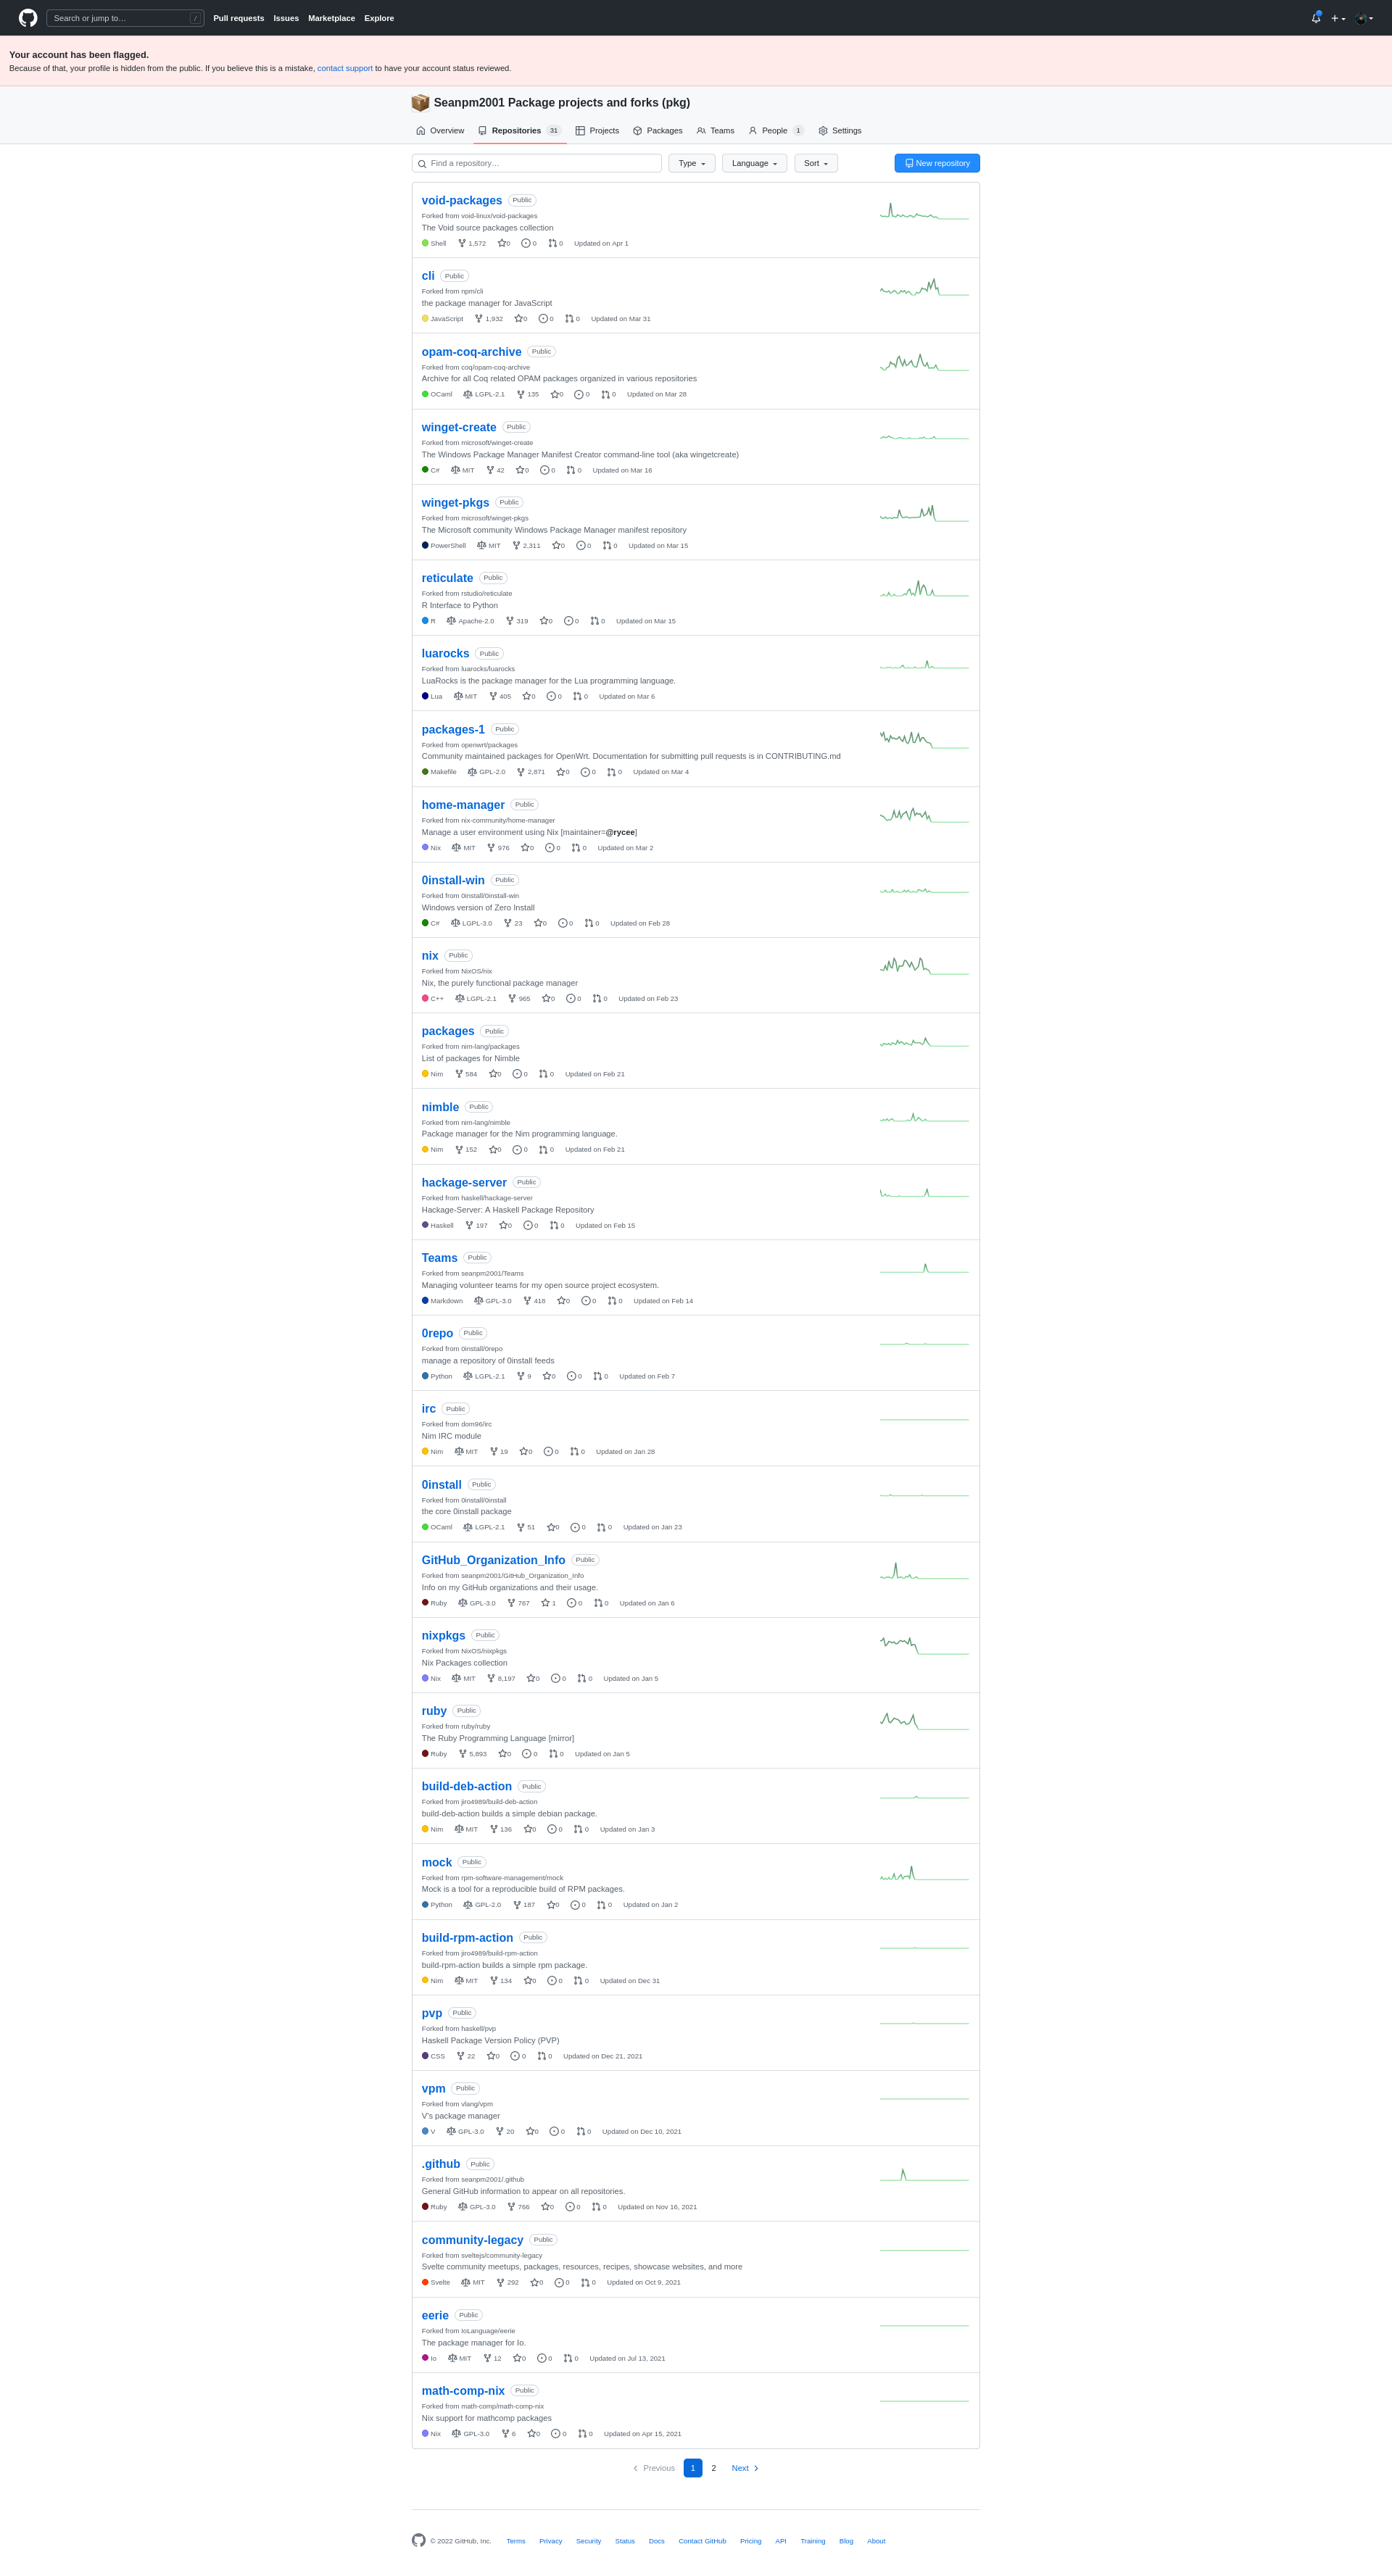 Search or jump to… /
Pull requests Issues Marketplace Explore
Your account has been flagged.
Because of that, your profile is hidden from the public. If you believe this is a mistake, contact support to have your account status reviewed.
Seanpm2001 Package projects and forks (pkg)
Overview Repositories 31 Projects Packages Teams People 1 Settings
Find a repository… Type Language Sort New repository
void-packages Public
Forked from void-linux/void-packages
The Void source packages collection
Shell 1,572 0 0 0 Updated on Apr 1
cli Public
Forked from npm/cli
the package manager for JavaScript
JavaScript 1,932 0 0 0 Updated on Mar 31
opam-coq-archive Public
Forked from coq/opam-coq-archive
Archive for all Coq related OPAM packages organized in various repositories
OCaml LGPL-2.1 135 0 0 0 Updated on Mar 28
winget-create Public
Forked from microsoft/winget-create
The Windows Package Manager Manifest Creator command-line tool (aka wingetcreate)
C# MIT 42 0 0 0 Updated on Mar 16
winget-pkgs Public
Forked from microsoft/winget-pkgs
The Microsoft community Windows Package Manager manifest repository
PowerShell MIT 2,311 0 0 0 Updated on Mar 15
reticulate Public
Forked from rstudio/reticulate
R Interface to Python
R Apache-2.0 319 0 0 0 Updated on Mar 15
luarocks Public
Forked from luarocks/luarocks
LuaRocks is the package manager for the Lua programming language.
Lua MIT 405 0 0 0 Updated on Mar 6
packages-1 Public
Forked from openwrt/packages
Community maintained packages for OpenWrt. Documentation for submitting pull requests is in CONTRIBUTING.md
Makefile GPL-2.0 2,871 0 0 0 Updated on Mar 4
home-manager Public
Forked from nix-community/home-manager
Manage a user environment using Nix [maintainer=@rycee]
Nix MIT 976 0 0 0 Updated on Mar 2
0install-win Public
Forked from 0install/0install-win
Windows version of Zero Install
C# LGPL-3.0 23 0 0 0 Updated on Feb 28
nix Public
Forked from NixOS/nix
Nix, the purely functional package manager
C++ LGPL-2.1 965 0 0 0 Updated on Feb 23
packages Public
Forked from nim-lang/packages
List of packages for Nimble
Nim 584 0 0 0 Updated on Feb 21
nimble Public
Forked from nim-lang/nimble
Package manager for the Nim programming language.
Nim 152 0 0 0 Updated on Feb 21
hackage-server Public
Forked from haskell/hackage-server
Hackage-Server: A Haskell Package Repository
Haskell 197 0 0 0 Updated on Feb 15
Teams Public
Forked from seanpm2001/Teams
Managing volunteer teams for my open source project ecosystem.
Markdown GPL-3.0 418 0 0 0 Updated on Feb 14
0repo Public
Forked from 0install/0repo
manage a repository of 0install feeds
Python LGPL-2.1 9 0 0 0 Updated on Feb 7
irc Public
Forked from dom96/irc
Nim IRC module
Nim MIT 19 0 0 0 Updated on Jan 28
0install Public
Forked from 0install/0install
the core 0install package
OCaml LGPL-2.1 51 0 0 0 Updated on Jan 23
GitHub_Organization_Info Public
Forked from seanpm2001/GitHub_Organization_Info
Info on my GitHub organizations and their usage.
Ruby GPL-3.0 767 1 0 0 Updated on Jan 6
nixpkgs Public
Forked from NixOS/nixpkgs
Nix Packages collection
Nix MIT 8,197 0 0 0 Updated on Jan 5
ruby Public
Forked from ruby/ruby
The Ruby Programming Language [mirror]
Ruby 5,893 0 0 0 Updated on Jan 5
build-deb-action Public
Forked from jiro4989/build-deb-action
build-deb-action builds a simple debian package.
Nim MIT 136 0 0 0 Updated on Jan 3
mock Public
Forked from rpm-software-management/mock
Mock is a tool for a reproducible build of RPM packages.
Python GPL-2.0 187 0 0 0 Updated on Jan 2
build-rpm-action Public
Forked from jiro4989/build-rpm-action
build-rpm-action builds a simple rpm package.
Nim MIT 134 0 0 0 Updated on Dec 31
pvp Public
Forked from haskell/pvp
Haskell Package Version Policy (PVP)
CSS 22 0 0 0 Updated on Dec 21, 2021
vpm Public
Forked from vlang/vpm
V's package manager
V GPL-3.0 20 0 0 0 Updated on Dec 10, 2021
.github Public
Forked from seanpm2001/.github
General GitHub information to appear on all repositories.
Ruby GPL-3.0 766 0 0 0 Updated on Nov 16, 2021
community-legacy Public
Forked from sveltejs/community-legacy
Svelte community meetups, packages, resources, recipes, showcase websites, and more
Svelte MIT 292 0 0 0 Updated on Oct 9, 2021
eerie Public
Forked from IoLanguage/eerie
The package manager for Io.
Io MIT 12 0 0 0 Updated on Jul 13, 2021
math-comp-nix Public
Forked from math-comp/math-comp-nix
Nix support for mathcomp packages
Nix GPL-3.0 6 0 0 0 Updated on Apr 15, 2021
Previous 1 2 Next
© 2022 GitHub, Inc. Terms Privacy Security Status Docs Contact GitHub Pricing API Training Blog About